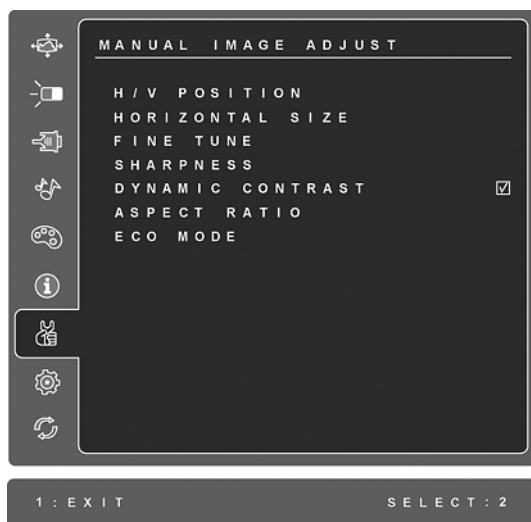 MANUAL IMAGE ADJUST
H/V POSITION
HORIZONTAL SIZE
FINE TUNE
SHARPNESS
DYNAMIC CONTRAST
ASPECT RATIO
ECO MODE
1:EXIT SELECT:2